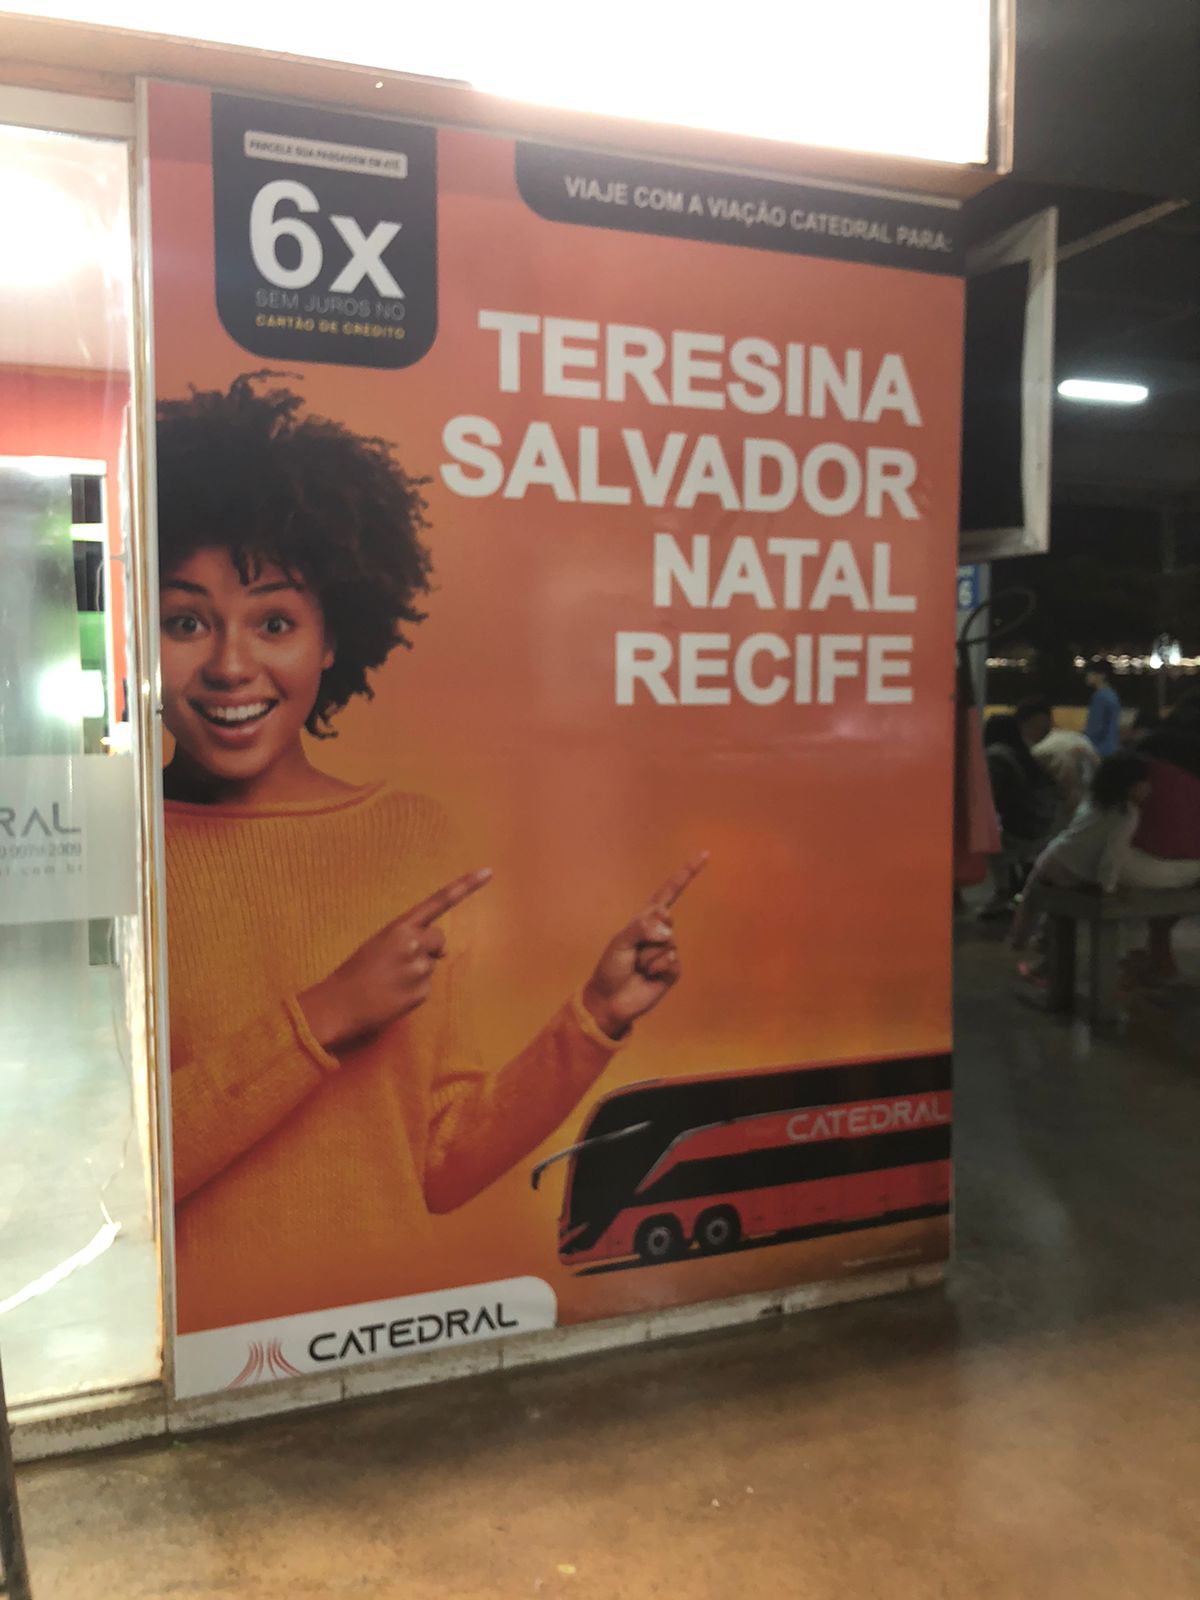 PARCELE SUA PASSAGEM EM ATÉ
6x
SEM JUROS NO
CARTÃO DE CRÉDITO
VIAJE COM A VIAÇÃO CATEDRAL PARA:
TERESINA
SALVADOR
NATAL
RECIFE
CATEDRAL
CATEDRAL
RAL